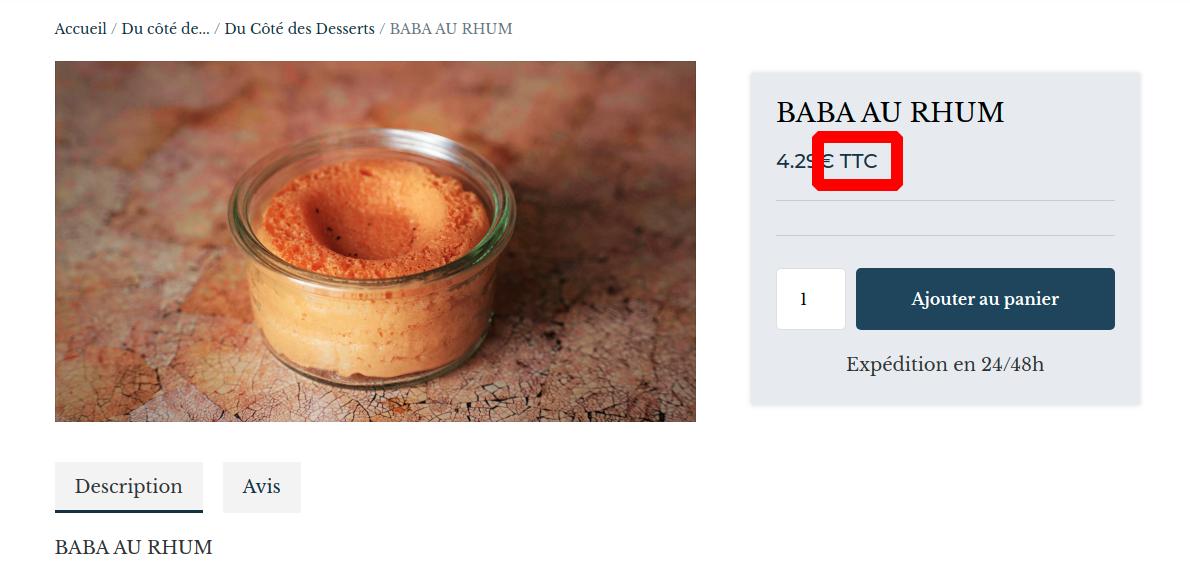 Accueil / Du côté de... / Du Côté des Desserts / BABA AU RHUM
BABA AU RHUM
4.29€ TTC
1
Ajouter au panier
Expédition en 24/48h
Description
Avis
BABA AU RHUM